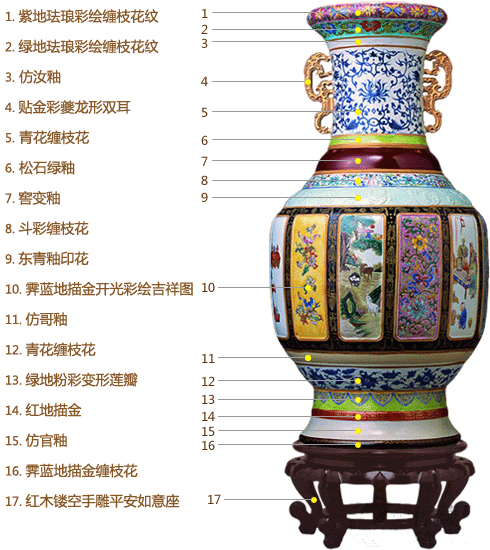 1. 紫地珐琅彩绘缠枝花纹
2. 绿地珐琅彩绘缠枝花纹
3. 仿汝釉
4. 贴金彩夔龙形双耳
5. 青花缠枝花
6. 松石绿釉
7. 窖变釉
8. 斗彩缠枝花
9. 东青釉印花
10. 霁蓝地描金开光彩绘吉祥图
11. 仿哥釉
12. 青花缠枝花
13. 绿地粉彩变形莲瓣
14. 红地描金
15. 仿官釉
16. 霁蓝地描金缠枝花
17. 红木镂空手雕平安如意座
1
2
3
4
5
6
7
8
9
10
11
12
13
14
15
16
17